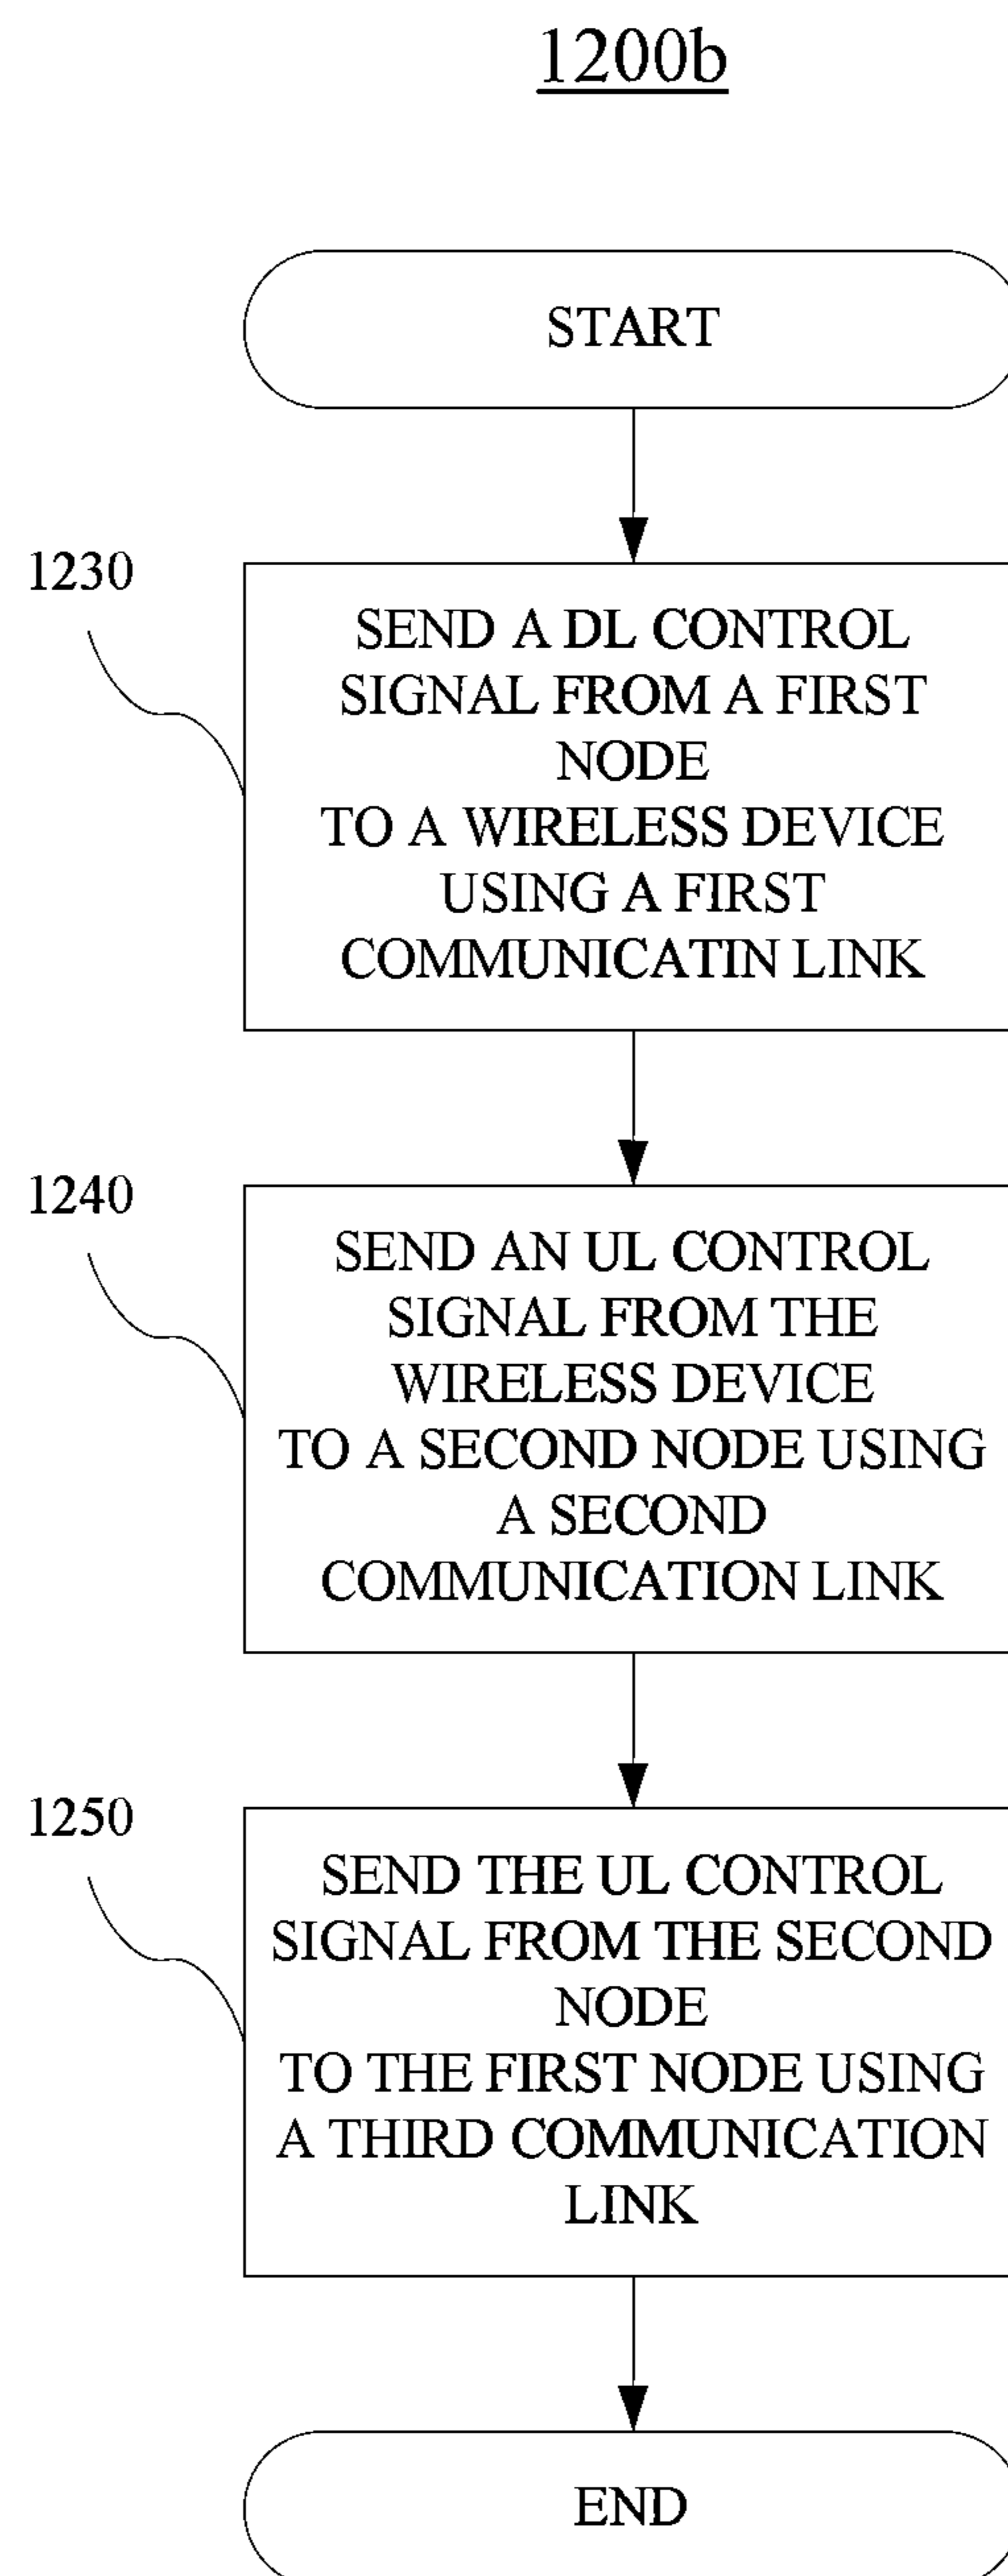 1200b
START
1230
SEND A DL CONTROL
SIGNAL FROM A FIRST
NODE
TO A WIRELESS DEVICE
USING A FIRST
COMMUNICATIN LINK
1240
SEND AN UL CONTROL
SIGNAL FROM THE
WIRELESS DEVICE
TO A SECOND NODE USING
A SECOND
COMMUNICATION LINK
1250
SEND THE UL CONTROL
SIGNAL FROM THE SECOND
NODE
TO THE FIRST NODE USING
A THIRD COMMUNICATION
LINK
END